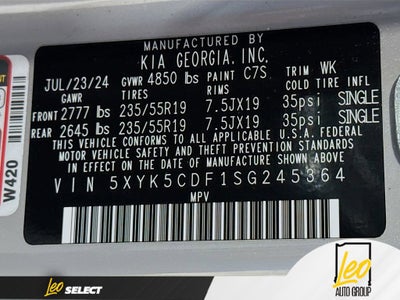 MANUFACTURED BY
KIA GEORGIA, INC.
JUL/23/24 GVWR 4850 lbs PAINT C7S TRIM WK
GAWR TIRES RIMS COLD TIRE INFL
FRONT 2777 lbs 235/55R19 7.5JX19 35psi SINGLE
REAR 2645 lbs 235/55R19 7.5JX19 35psi SINGLE
THIS VEHICLE CONFORMS TO ALL APPLICABLE U.S. FEDERAL
MOTOR VEHICLE SAFETY, BUMPER, AND
THEFT PREVENTION STANDARDS IN EFFECT ON THE DATE OF
MANUFACTURE SHOWN ABOVE.
VIN 5XYK5CDF1SG245364
MPV
W420
Leo SELECT
Leo
AUTO GROUP